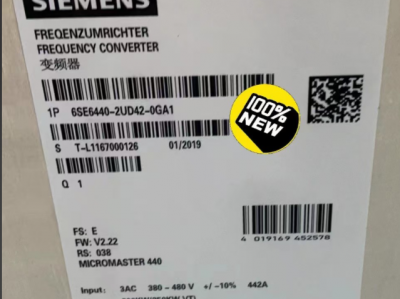 SIEMENS
FREQENZUMRICHTER
FREQUENCY CONVERTER
变频器
1P 6SE6440-2UD42-0GA1
100% NEW
S T-L1167000126 01/2019
Q 1
FS: E
FW: V2.22
RS: 038
MICROMASTER 440
4 019169 452578
Input: 3AC 380 - 480 V +/-10% 442A